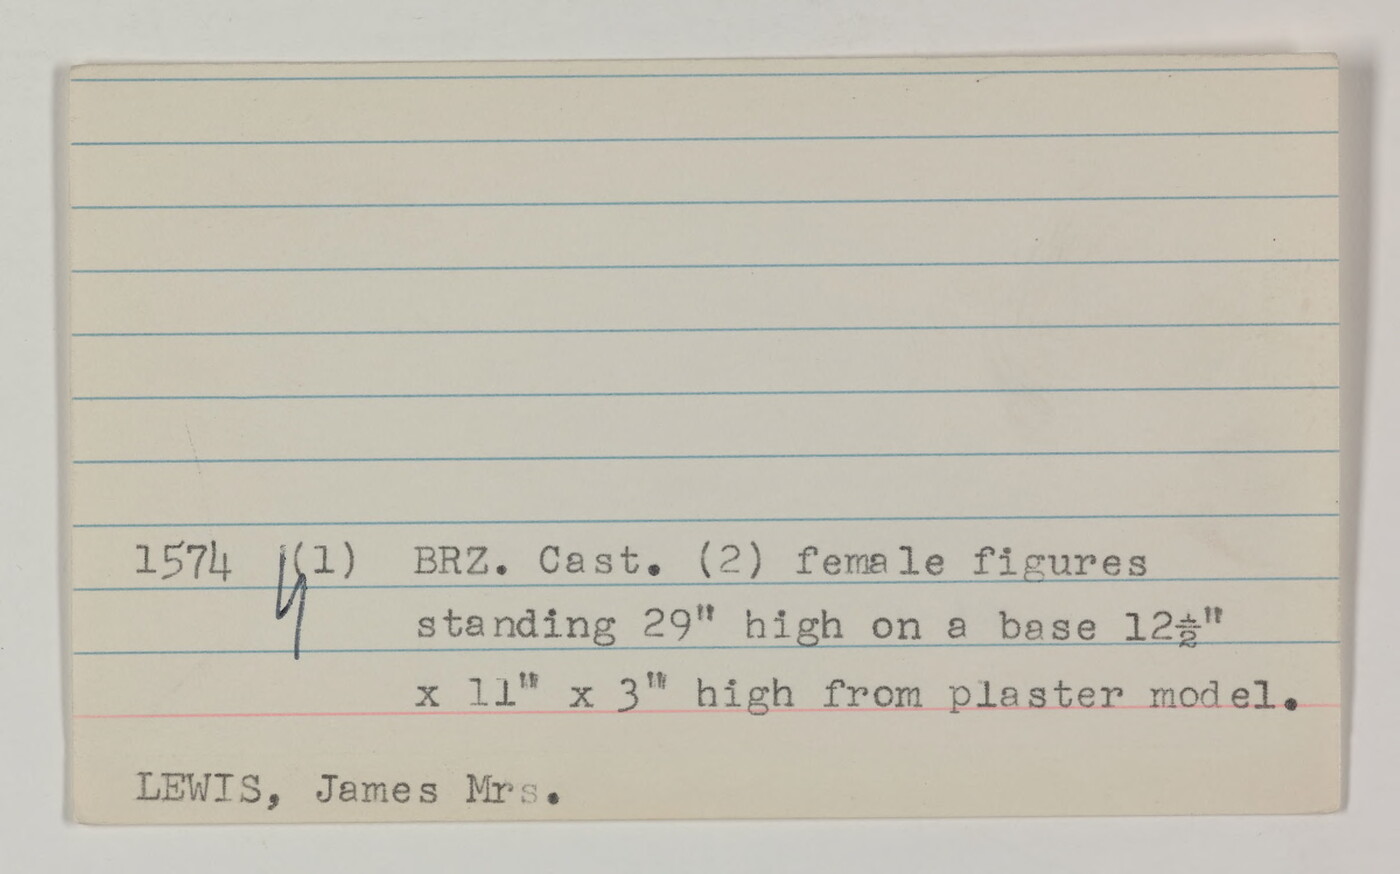 1574 (1) BRZ. Cast. (2) female figures
standing 29" high on a base 12½"
x 11" x 3" high from plaster model.
LEWIS, James Mrs.